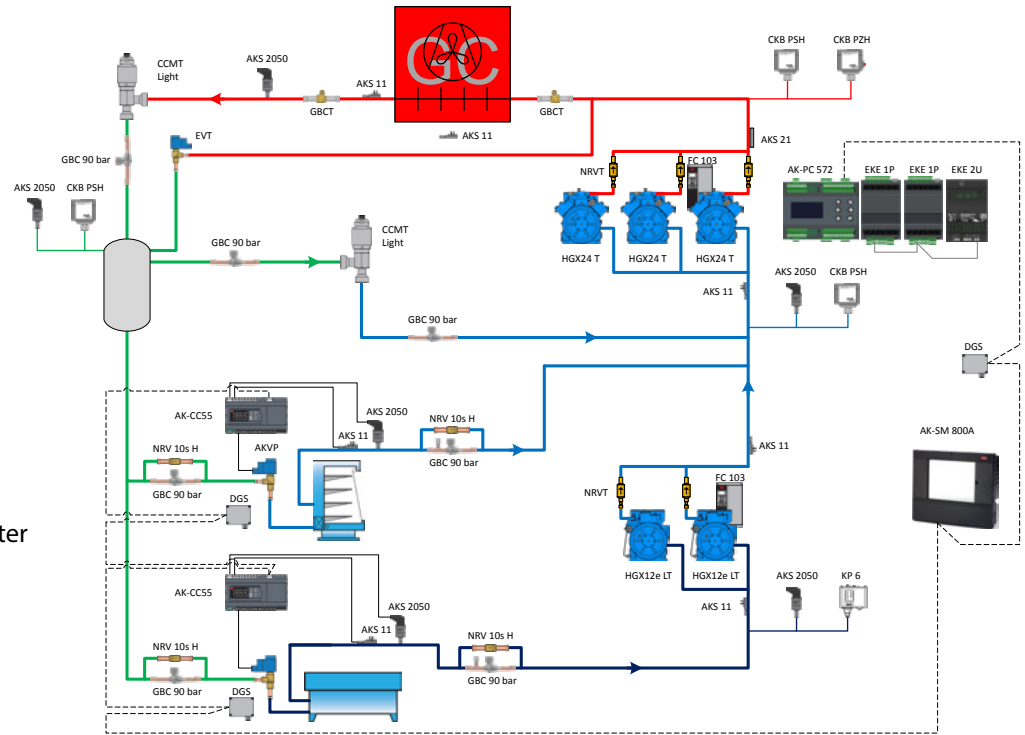 CKB PSH
CKB PZH
AKS 2050
CCMT
Light
AKS 11
GC
GBCT
GBCT
AKS 11
AKS 21
EVT
GBC 90 bar
NRVT
FC 103
AK-PC 572
EKE 1P
EKE 1P
EKE 2U
AKS 2050
CKB PSH
CCMT
Light
GBC 90 bar
HGX24 T
HGX24 T
HGX24 T
AKS 2050
CKB PSH
AKS 11
GBC 90 bar
DGS
AK-CC55
AKS 2050
NRV 10s H
AKS 11
AK-SM 800A
NRV 10s H
AKVP
GBC 90 bar
AKS 11
GBC 90 bar
FC 103
NRVT
DGS
ter
HGX12e LT
HGX12e LT
AKS 2050
KP 6
AK-CC55
AKS 2050
AKS 11
AKS 11
NRV 10s H
NRV 10s H
GBC 90 bar
GBC 90 bar
DGS